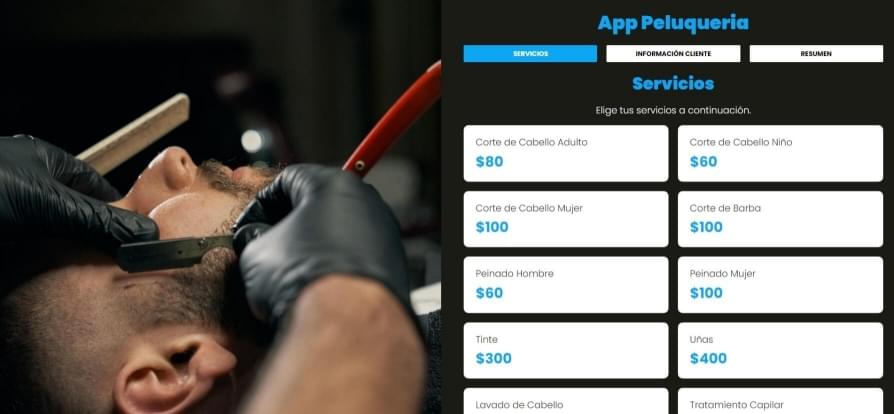 App Peluqueria
SERVICIOS
INFORMACIÓN CLIENTE
RESUMEN
Servicios
Elige tus servicios a continuación.
Corte de Cabello Adulto
$80
Corte de Cabello Niño
$60
Corte de Cabello Mujer
$100
Corte de Barba
$100
Peinado Hombre
$60
Peinado Mujer
$100
Tinte
$300
Uñas
$400
Lavado de Cabello
Tratamiento Capilar